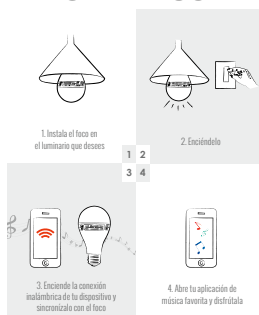 1. Instala el foco en
el luminario que desees
2. Enciéndelo
1 2
3 4
3. Enciende la conexión
inalámbrica de tu dispositivo y
sincronízalo con el foco
4. Abre tu aplicación de
música favorita y disfrútala